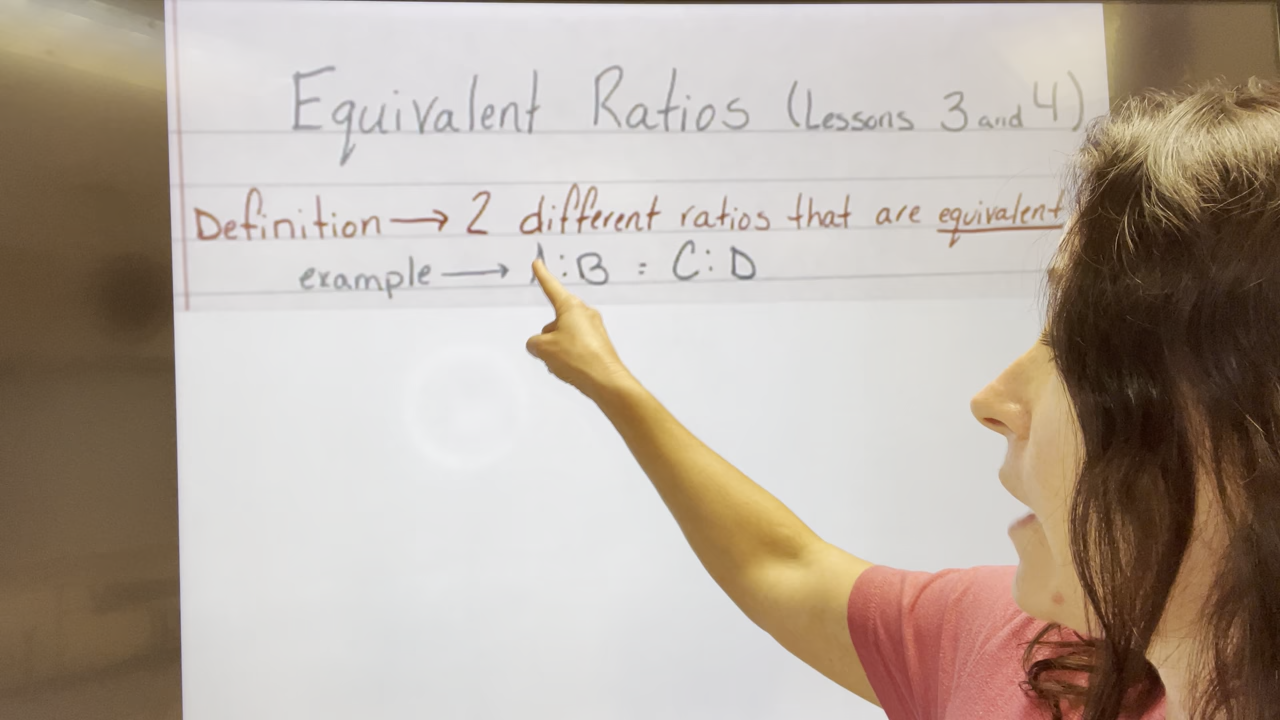 Equivalent Ratios (Lessons 3 and 4)
Definition → 2 different ratios that are equivalent
example → A:B = C:D